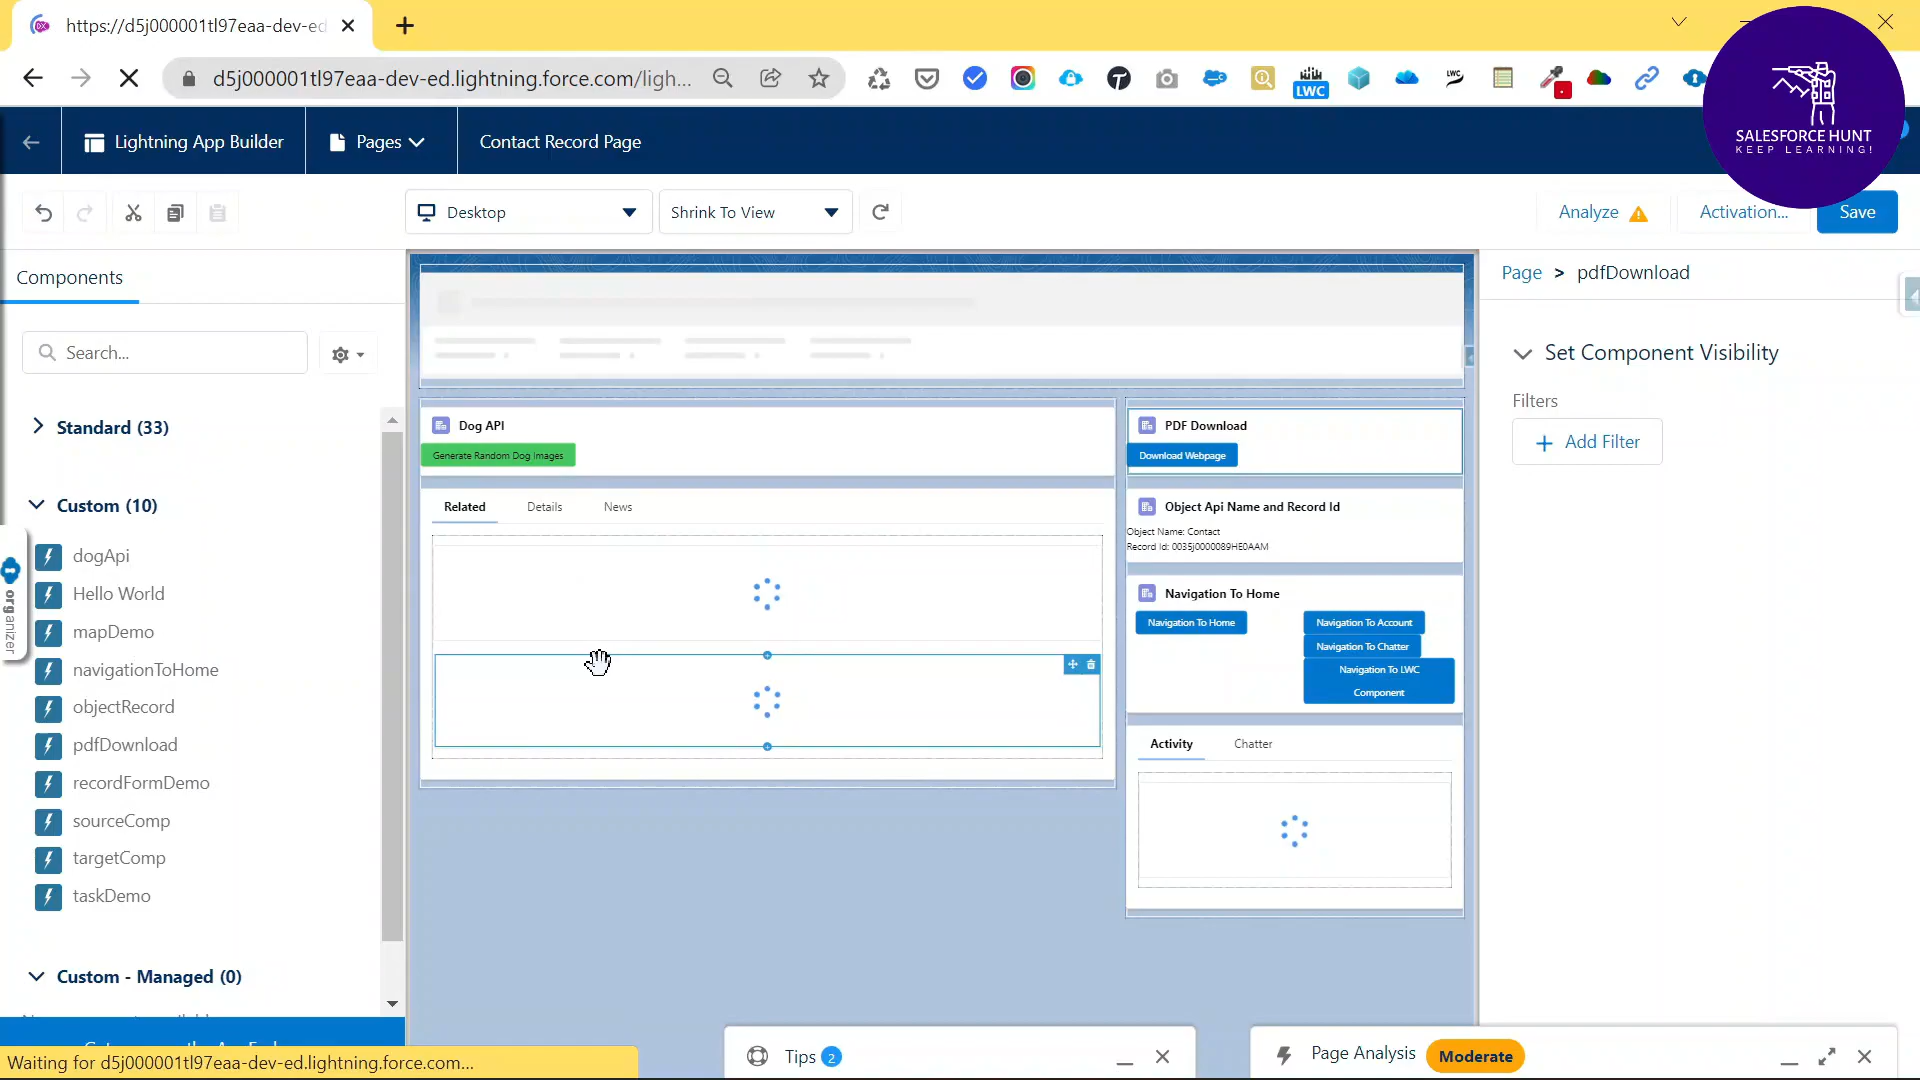 https://d5j000001tl97eaa-dev-ed
d5j000001tl97eaa-dev-ed.lightning.force.com/ligh...
LWC
LWC
SALESFORCE HUNT
KEEP LEARNING!
Lightning App Builder
Pages
Contact Record Page
Desktop
Shrink To View
Analyze
Activation...
Save
Components
Page > pdfDownload
Search...
Set Component Visibility
Filters
Add Filter
Standard (33)
Custom (10)
dogApi
Hello World
mapDemo
navigationToHome
objectRecord
pdfDownload
recordFormDemo
sourceComp
targetComp
taskDemo
Custom - Managed (0)
organizer
Dog API
Generate Random Dog Images
Related
Details
News
PDF Download
Download Webpage
Object Api Name and Record Id
Object Name: Contact
Record Id: 0035j0000089HE0AAM
Navigation To Home
Navigation To Home
Navigation To Account
Navigation To Chatter
Navigation To LWC
Component
Activity
Chatter
Tips 2
Page Analysis
Moderate
Waiting for d5j000001tl97eaa-dev-ed.lightning.force.com...